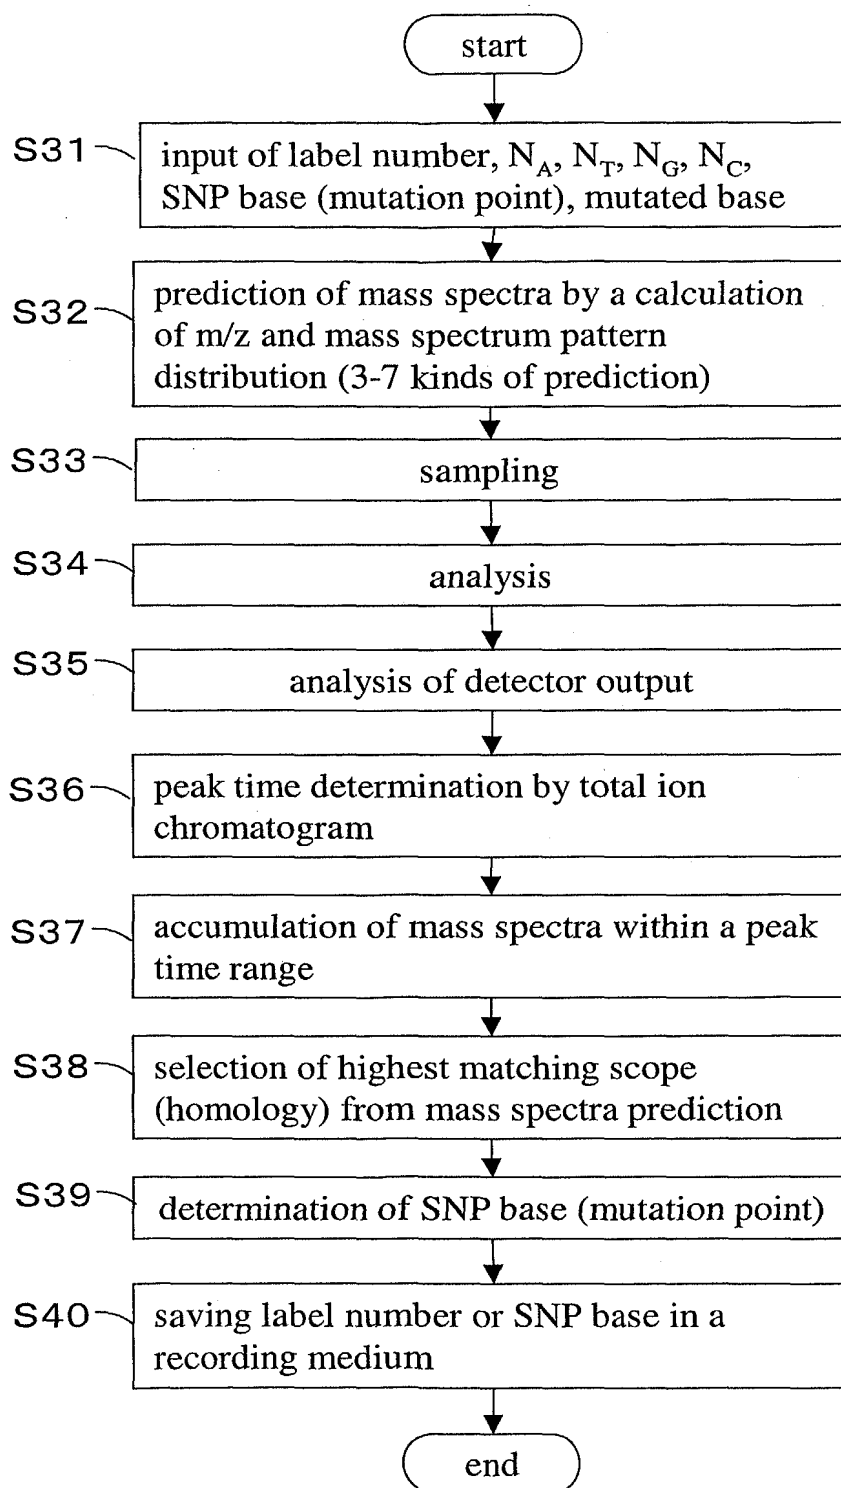 start
S31
input of label number, N_A, N_T, N_G, N_C,
SNP base (mutation point), mutated base
S32
prediction of mass spectra by a calculation
of m/z and mass spectrum pattern
distribution (3-7 kinds of prediction)
S33
sampling
S34
analysis
S35
analysis of detector output
S36
peak time determination by total ion
chromatogram
S37
accumulation of mass spectra within a peak
time range
S38
selection of highest matching scope
(homology) from mass spectra prediction
S39
determination of SNP base (mutation point)
S40
saving label number or SNP base in a
recording medium
end